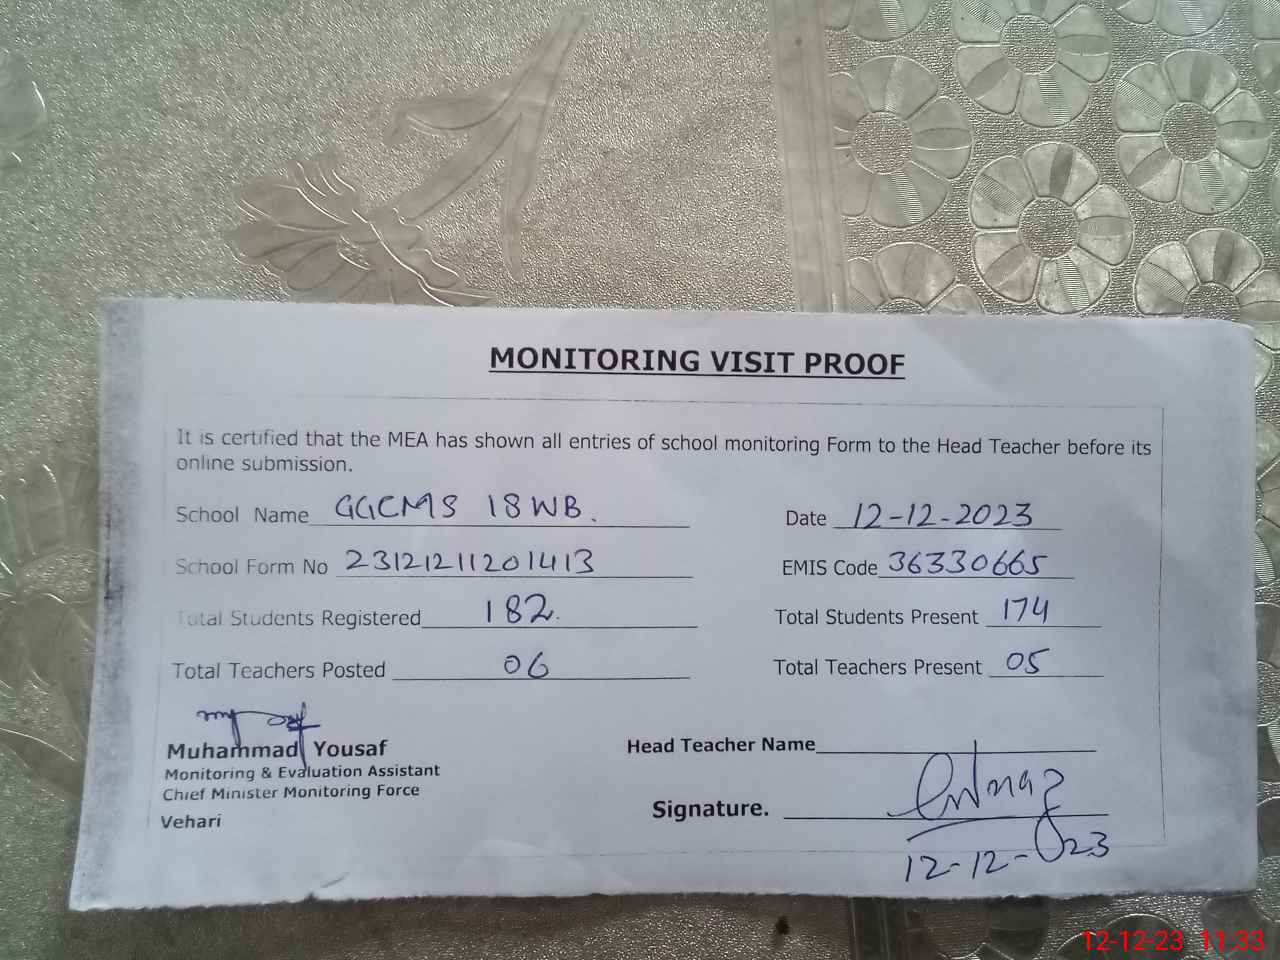 MONITORING VISIT PROOF
It is certified that the MEA has shown all entries of school monitoring Form to the Head Teacher before its
online submission.
School Name GGCMS 18WB. Date 12-12-2023
School Form No 23121211201413 EMIS Code 36330665
Total Students Registered 182. Total Students Present 174
Total Teachers Posted 06 Total Teachers Present 05
Muhammad Yousaf
Monitoring & Evaluation Assistant
Chief Minister Monitoring Force
Vehari
Head Teacher Name
Signature.
12-12-023
12-12-23 11:33